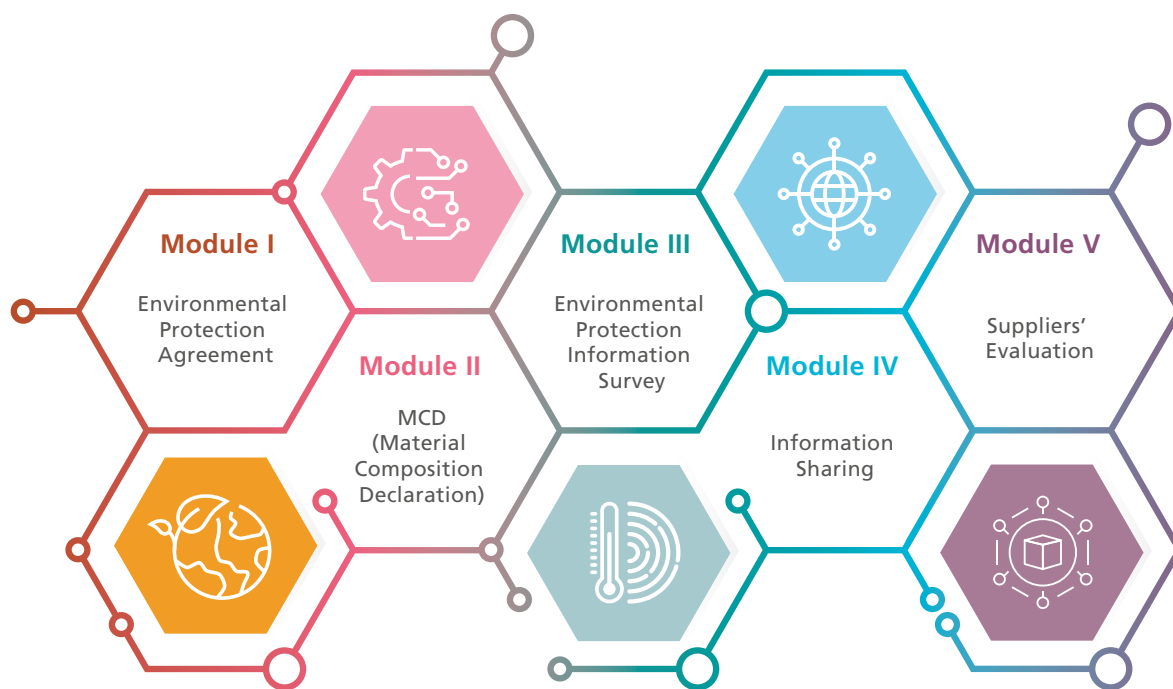 Module I
Environmental
Protection
Agreement
Module II
MCD
(Material
Composition
Declaration)
Module III
Environmental
Protection
Information
Survey
Module IV
Information
Sharing
Module V
Suppliers’
Evaluation